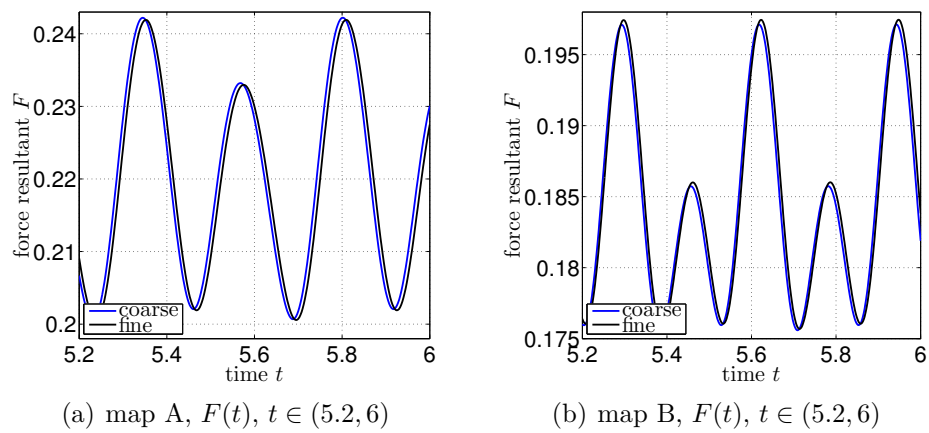 0.24
0.23
0.22
0.21
0.2
force resultant F
coarse
fine
5.2 5.4 5.6 5.8 6
time t
(a) map A, F(t), t ∈ (5.2, 6)
0.195
0.19
0.185
0.18
0.175
force resultant F
coarse
fine
5.2 5.4 5.6 5.8 6
time t
(b) map B, F(t), t ∈ (5.2, 6)